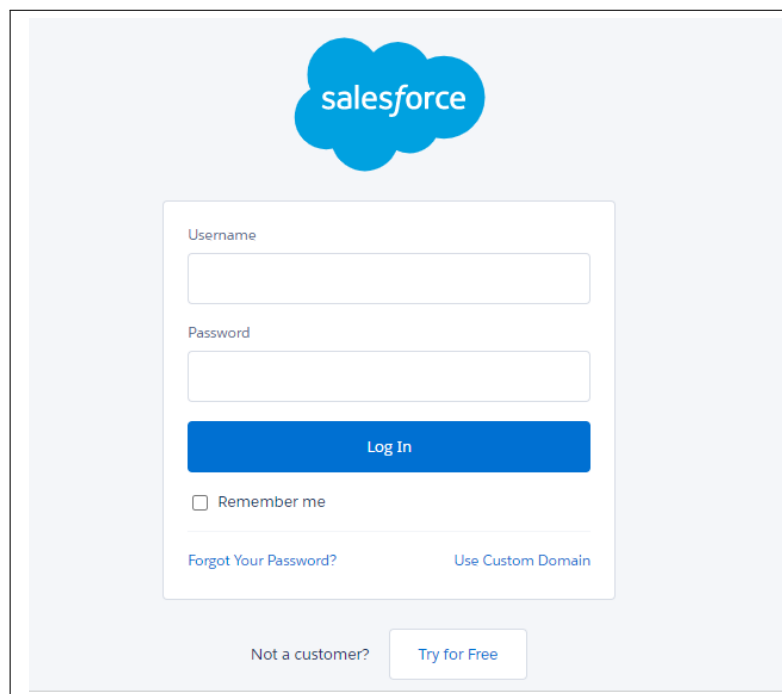 salesforce
Username
Password
Log In
Remember me
Forgot Your Password? Use Custom Domain
Not a customer? Try for Free